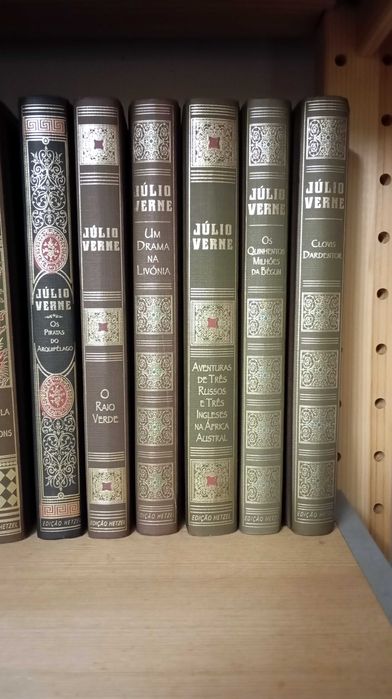 LA
ONS
JÚLIO
VERNE
OS
PIRATAS
DO
ARQUIPÉLAGO
EDIÇÃO HETZEL
JÚLIO
VERNE
O
RAIO
VERDE
EDIÇÃO HETZEL
JÚLIO
VERNE
UM
DRAMA
NA
LIVÓNIA
EDIÇÃO HETZEL
JÚLIO
VERNE
AVENTURAS
DE TRÊS
RUSSOS
E TRÊS
INGLESES
NA ÁFRICA
AUSTRAL
EDIÇÃO HETZEL
JÚLIO
VERNE
OS
QUINHENTOS
MILHÕES
DA BÉGUN
EDIÇÃO HETZEL
JÚLIO
VERNE
CLOVIS
DARDENTOR
EDIÇÃO HETZEL